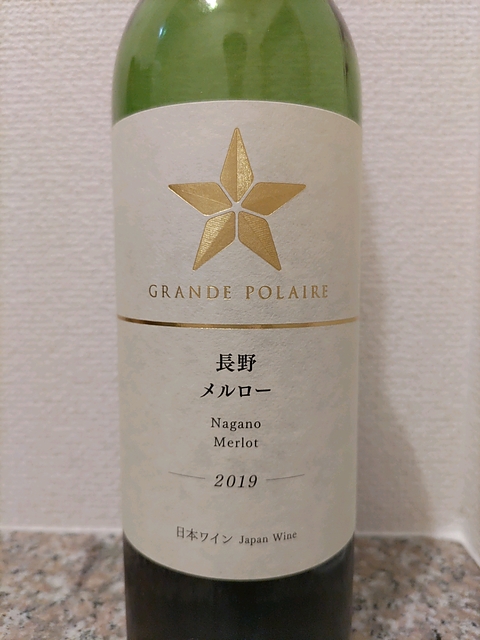 GRANDE POLAIRE
長野
メルロー
Nagano
Merlot
2019
日本ワイン Japan Wine